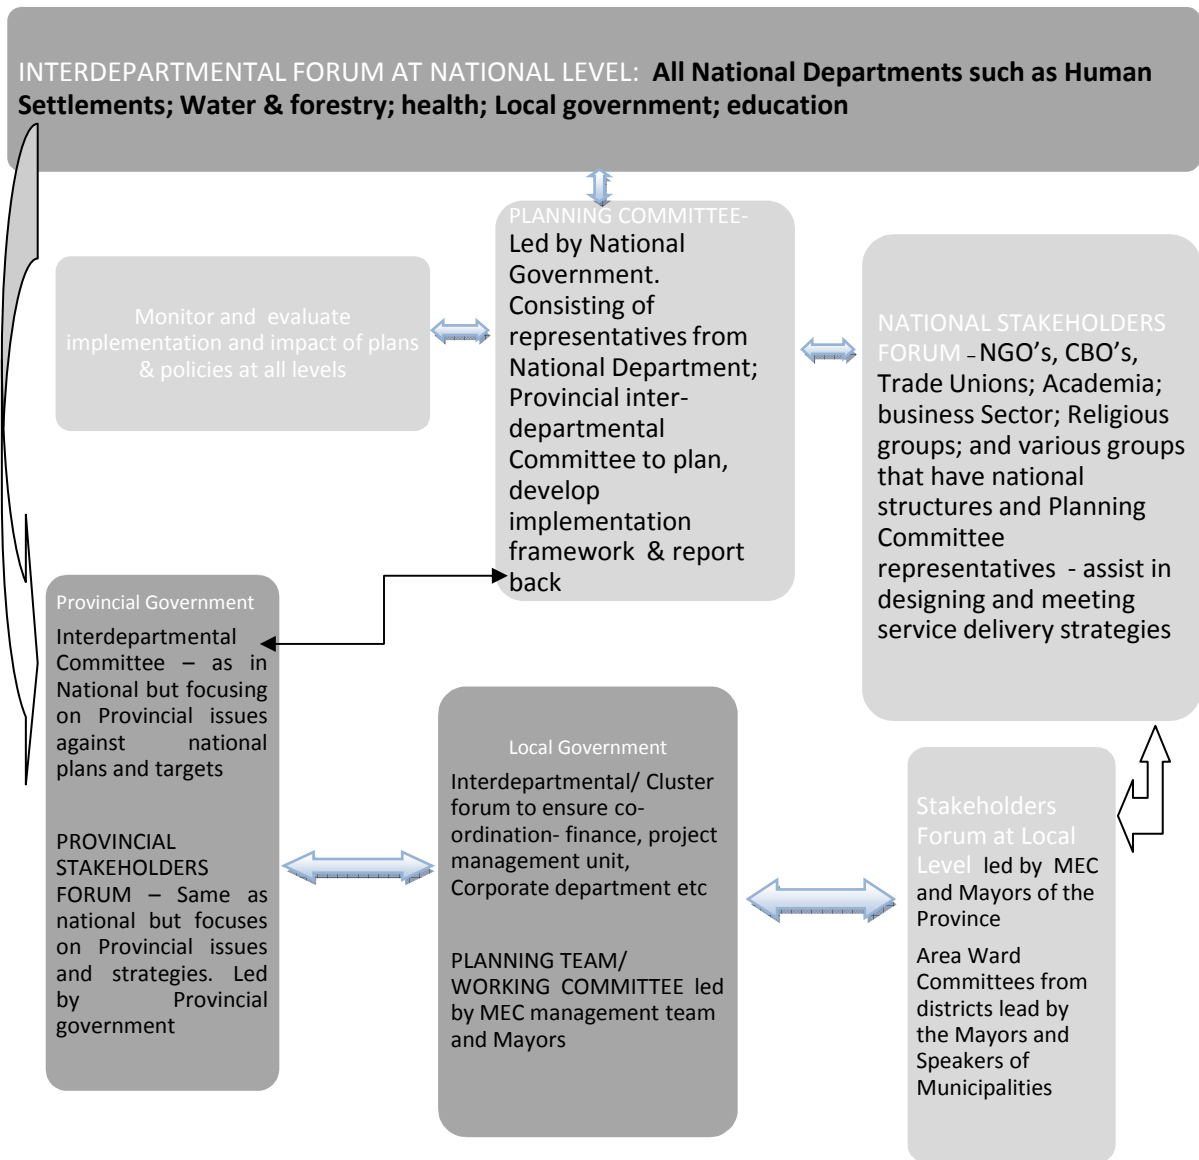 INTERDEPARTMENTAL FORUM AT NATIONAL LEVEL: All National Departments such as Human
Settlements; Water & forestry; health; Local government; education
PLANNING COMMITTEE-
Led by National
Government.
Consisting of
representatives from
National Department;
Provincial inter-
departmental
Committee to plan,
develop
implementation
framework & report
back
Monitor and evaluate
implementation and impact of plans
& policies at all levels
NATIONAL STAKEHOLDERS
FORUM – NGO’s, CBO’s,
Trade Unions; Academia;
business Sector; Religious
groups; and various groups
that have national
structures and Planning
Committee
representatives - assist in
designing and meeting
service delivery strategies
Provincial Government
Interdepartmental
Committee – as in
National but focusing
on Provincial issues
against national
plans and targets
PROVINCIAL
STAKEHOLDERS
FORUM – Same as
national but focuses
on Provincial issues
and strategies. Led
by Provincial
government
Local Government
Interdepartmental/ Cluster
forum to ensure co-
ordination- finance, project
management unit,
Corporate department etc
PLANNING TEAM/
WORKING COMMITTEE led
by MEC management team
and Mayors
Stakeholders
Forum at Local
Level led by MEC
and Mayors of the
Province
Area Ward
Committees from
districts lead by
the Mayors and
Speakers of
Municipalities